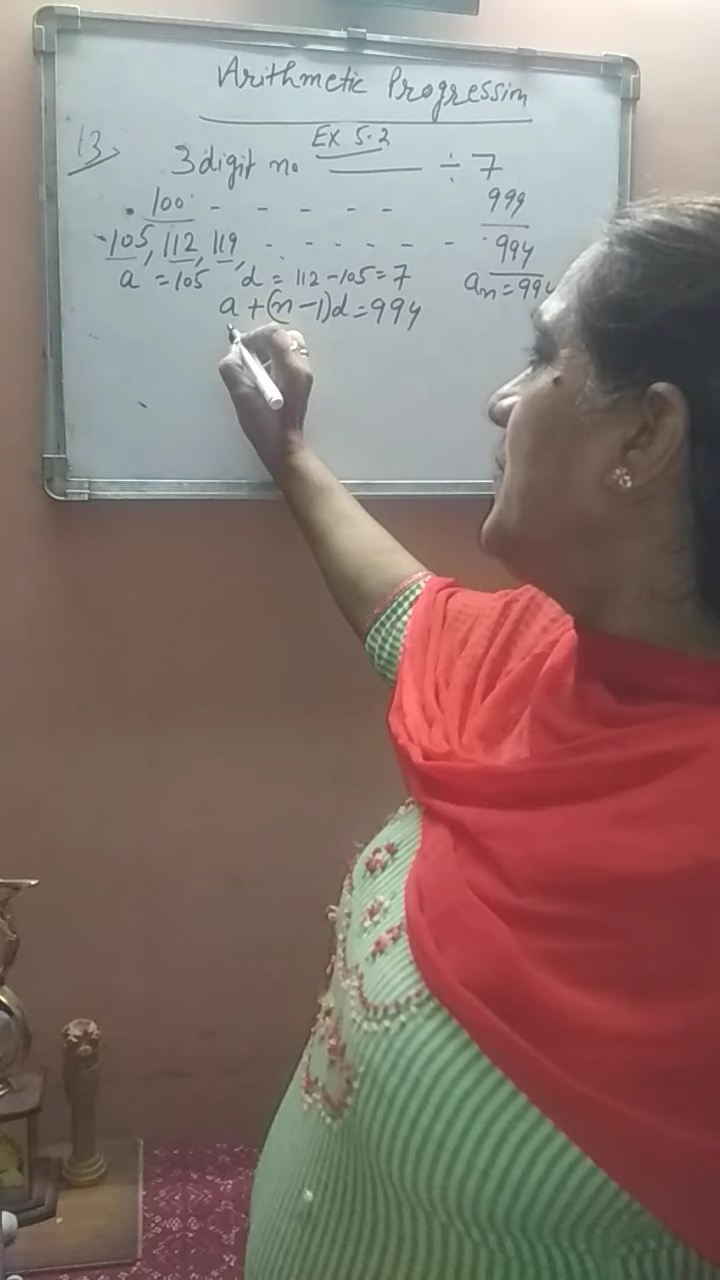 Arithmetic Progression
Ex 5.2
13> 3 digit no ——— ÷ 7
100 - - - - - - 999
105, 112, 119, - - - - - - 994
a = 105 d = 112 - 105 = 7 an = 994
a + (n - 1)d = 994